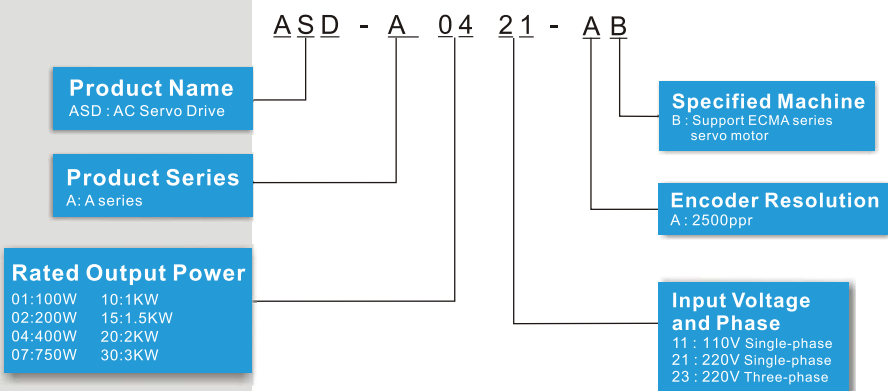 ASD - A 04 21 - AB
Product Name
ASD : AC Servo Drive
Product Series
A: A series
Rated Output Power
01:100W 10:1KW
02:200W 15:1.5KW
04:400W 20:2KW
07:750W 30:3KW
Specified Machine
B : Support ECMA series
servo motor
Encoder Resolution
A : 2500ppr
Input Voltage
and Phase
11 : 110V Single-phase
21 : 220V Single-phase
23 : 220V Three-phase